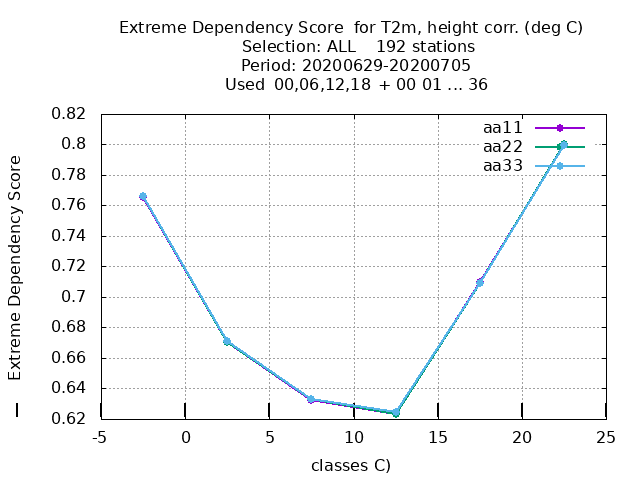 Extreme Dependency Score  for T2m, height corr. (deg C)
Selection: ALL    192 stations
Period: 20200629-20200705
Used  00,06,12,18 + 00 01 ... 36
aa11
aa22
aa33
0.82
0.8
0.78
0.76
0.74
0.72
0.7
0.68
0.66
0.64
0.62
Extreme Dependency Score
-5 0 5 10 15 20 25
classes C)